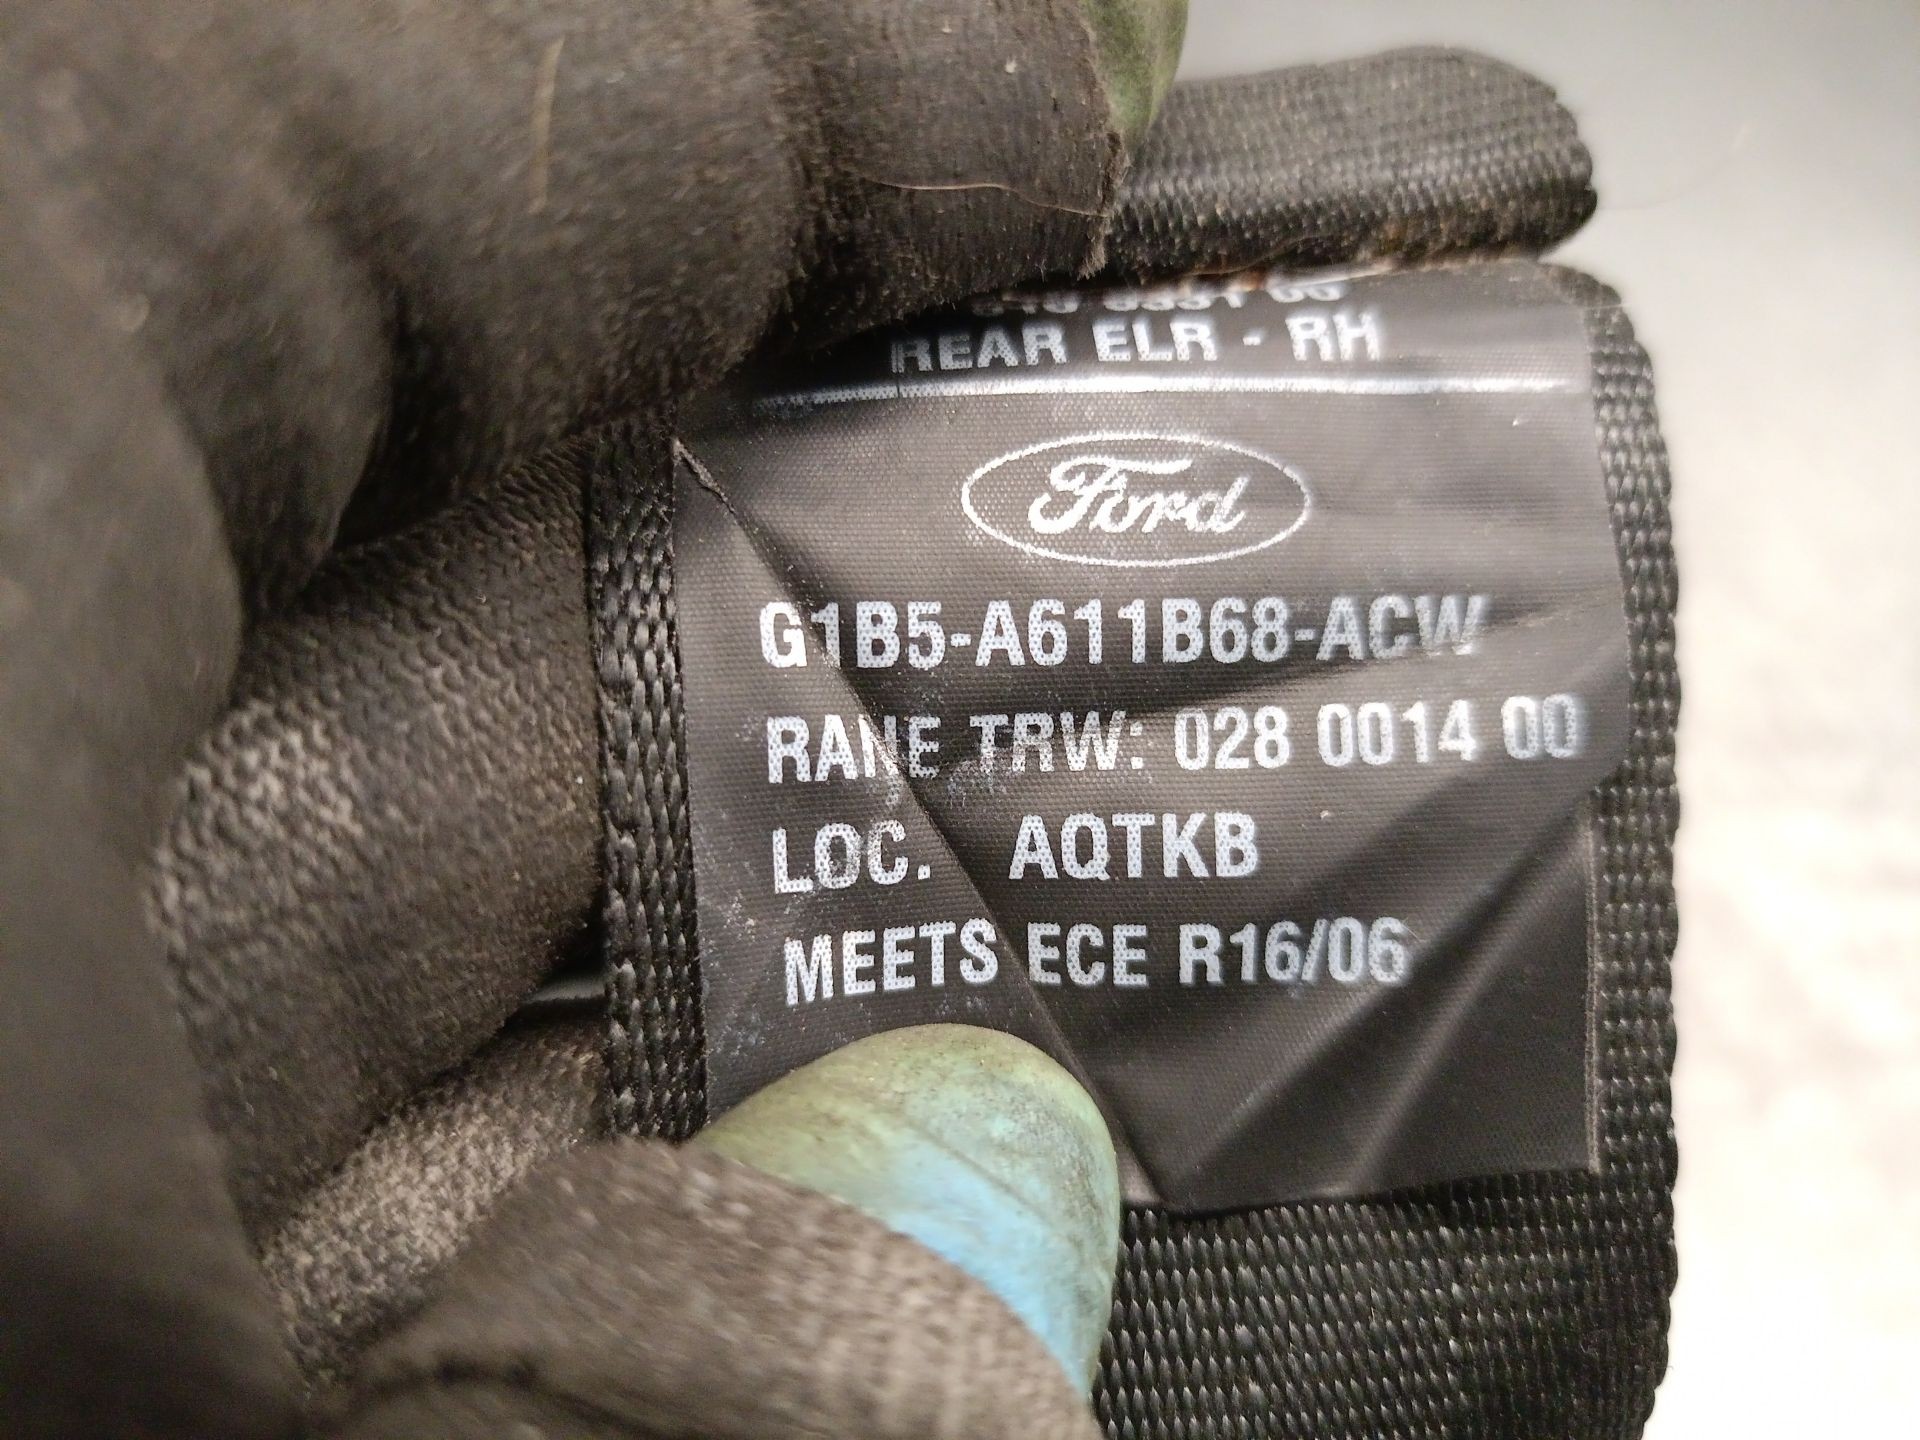 REAR ELR - RH
Ford
G1B5-A611B68-ACW
RANE TRW: 028 0014 00
LOC. AQTKB
MEETS ECE R16/06